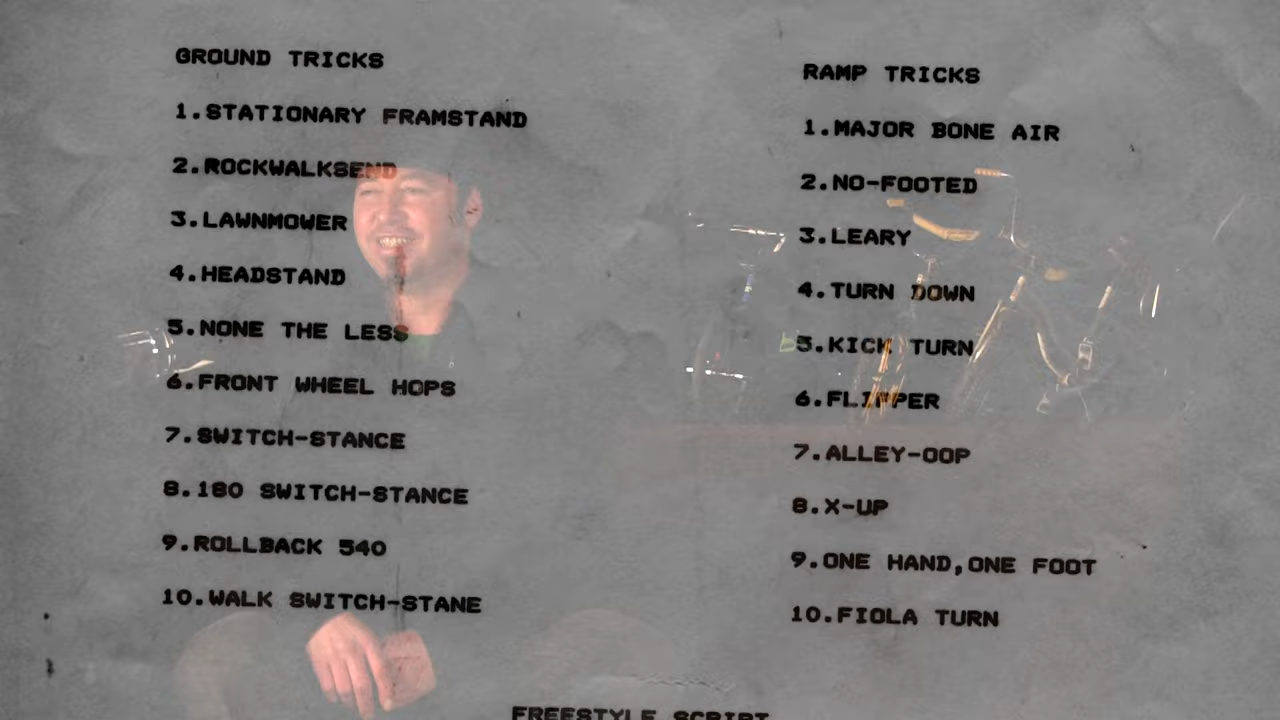 GROUND TRICKS
1.STATIONARY FRAMSTAND
2.ROCKWALKSEND
3.LAWNMOWER
4.HEADSTAND
5.NONE THE LESS
6.FRONT WHEEL HOPS
7.SWITCH-STANCE
8.180 SWITCH-STANCE
9.ROLLBACK 540
10.WALK SWITCH-STANE
RAMP TRICKS
1.MAJOR BONE AIR
2.NO-FOOTED
3.LEARY
4.TURN DOWN
5.KICK TURN
6.FLIPPER
7.ALLEY-OOP
8.X-UP
9.ONE HAND,ONE FOOT
10.FIOLA TURN
FREESTYLE SCRIPT